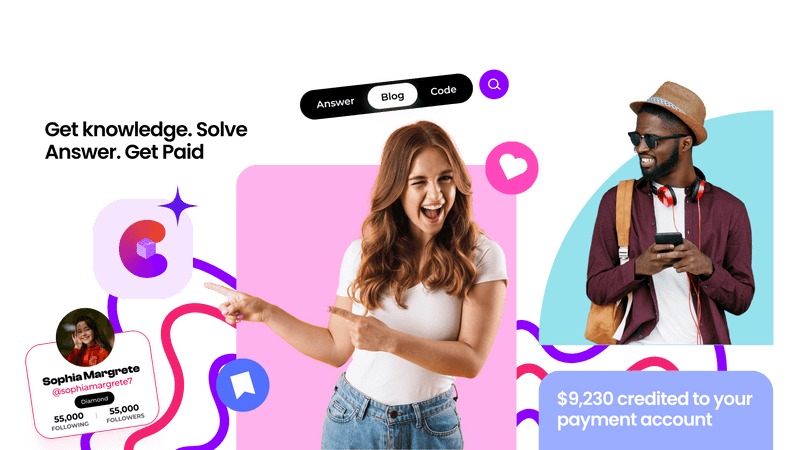 Answer
Blog
Code
Get knowledge. Solve
Answer. Get Paid
Sophia Margrete
@sophiamargrete7
Diamond
55,000
FOLLOWING
55,000
FOLLOWERS
$9,230 credited to your
payment account